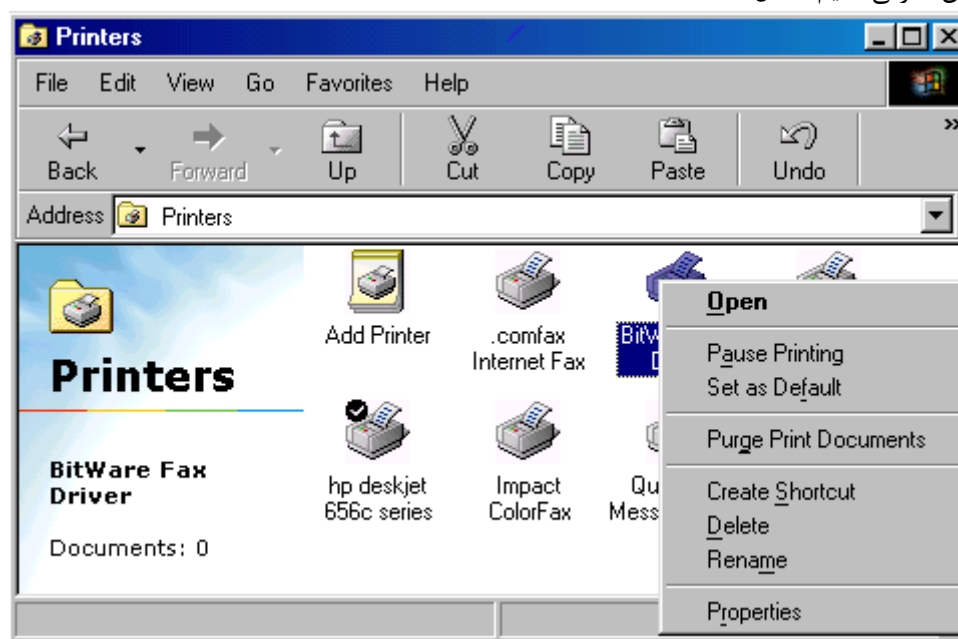 Printers
File Edit View Go Favorites Help
Back Forward Up Cut Copy Paste Undo »
Address Printers
Printers
BitWare Fax
Driver
Documents: 0
Add Printer
.comfax
Internet Fax
hp deskjet
656c series
Impact
ColorFax
Open
Pause Printing
Set as Default
Purge Print Documents
Create Shortcut
Delete
Rename
Properties